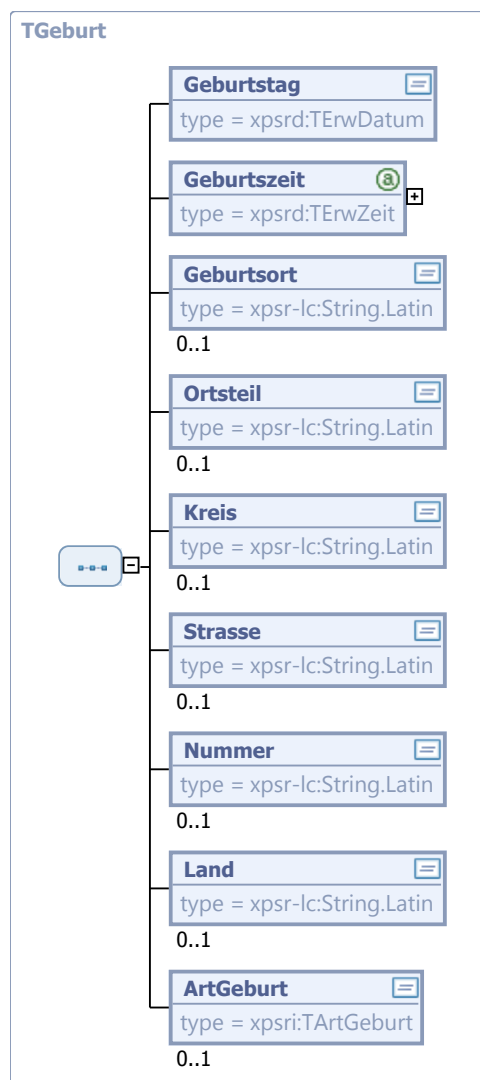 TGeburt
Geburtstag
type = xpsrd:TErwDatum
Geburtszeit
type = xpsrd:TErwZeit
Geburtsort
type = xpsr-lc:String.Latin
0..1
Ortsteil
type = xpsr-lc:String.Latin
0..1
Kreis
type = xpsr-lc:String.Latin
0..1
Strasse
type = xpsr-lc:String.Latin
0..1
Nummer
type = xpsr-lc:String.Latin
0..1
Land
type = xpsr-lc:String.Latin
0..1
ArtGeburt
type = xpsri:TArtGeburt
0..1